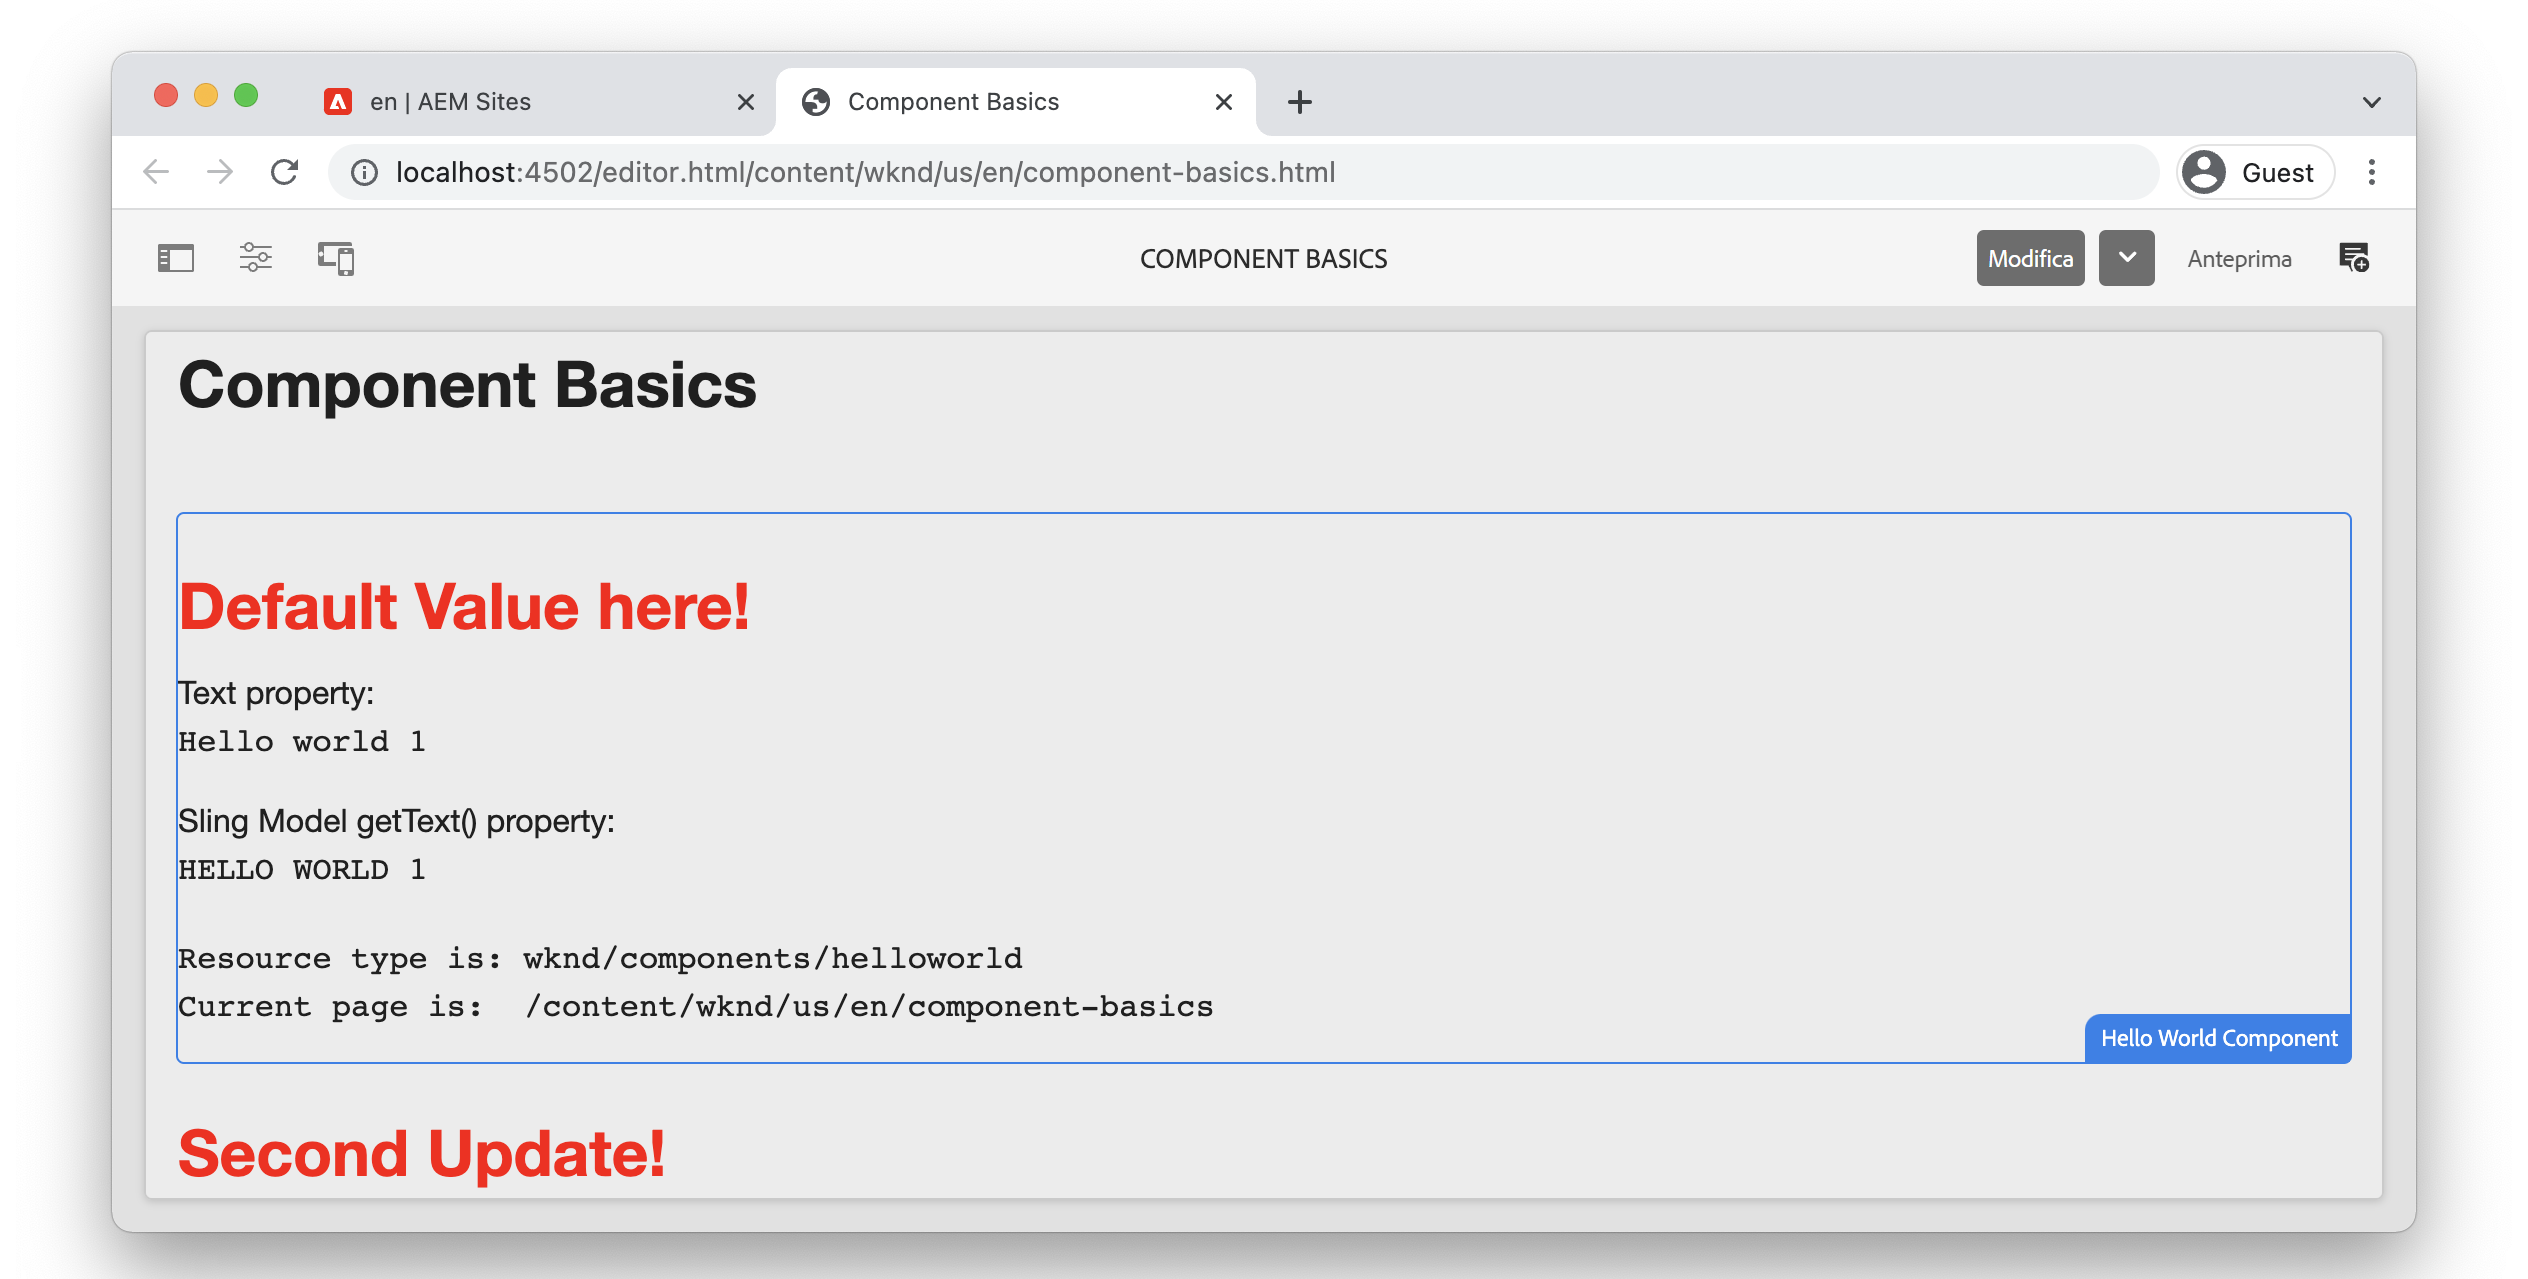 en | AEM Sites
Component Basics
localhost:4502/editor.html/content/wknd/us/en/component-basics.html
Guest
COMPONENT BASICS
Modifica
Anteprima
Component Basics
Default Value here!
Text property:
Hello world 1
Sling Model getText() property:
HELLO WORLD 1
Resource type is: wknd/components/helloworld
Current page is:  /content/wknd/us/en/component-basics
Hello World Component
Second Update!